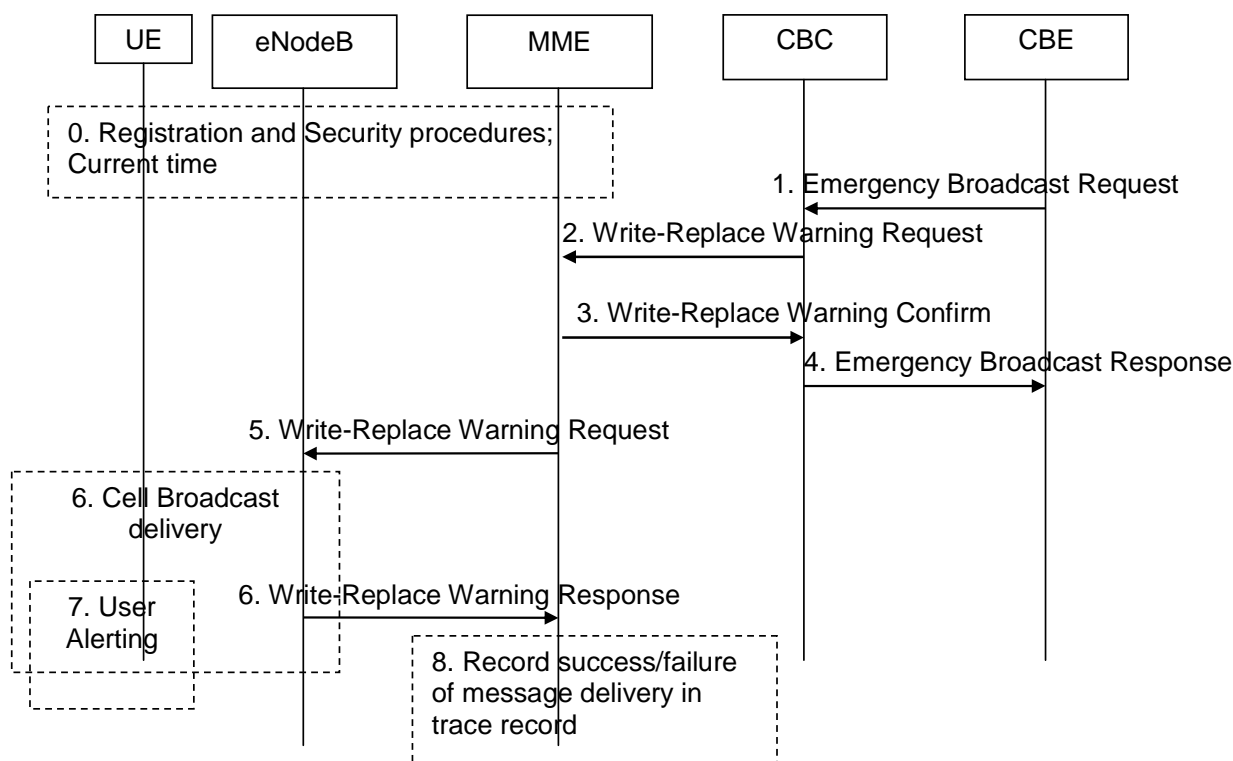 UE
eNodeB
MME
CBC
CBE
0. Registration and Security procedures;
Current time
1. Emergency Broadcast Request
2. Write-Replace Warning Request
3. Write-Replace Warning Confirm
4. Emergency Broadcast Response
5. Write-Replace Warning Request
6. Cell Broadcast
delivery
6. Write-Replace Warning Response
7. User
Alerting
8. Record success/failure
of message delivery in
trace record